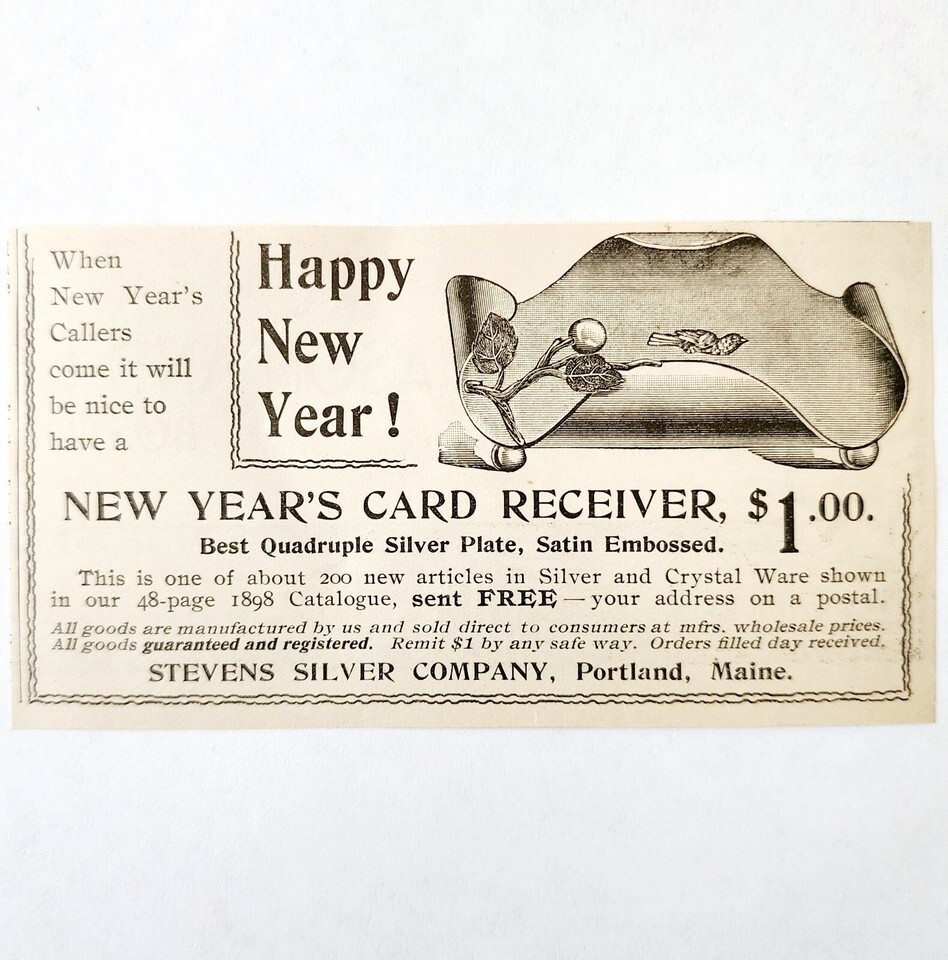 When
New Year's
Callers
come it will
be nice to
have a
Happy
New
Year!
NEW YEAR'S CARD RECEIVER, $1.00.
Best Quadruple Silver Plate, Satin Embossed.
This is one of about 200 new articles in Silver and Crystal Ware shown
in our 48-page 1898 Catalogue, sent FREE — your address on a postal.
All goods are manufactured by us and sold direct to consumers at mfrs. wholesale prices.
All goods guaranteed and registered. Remit $1 by any safe way. Orders filled day received.
STEVENS SILVER COMPANY, Portland, Maine.